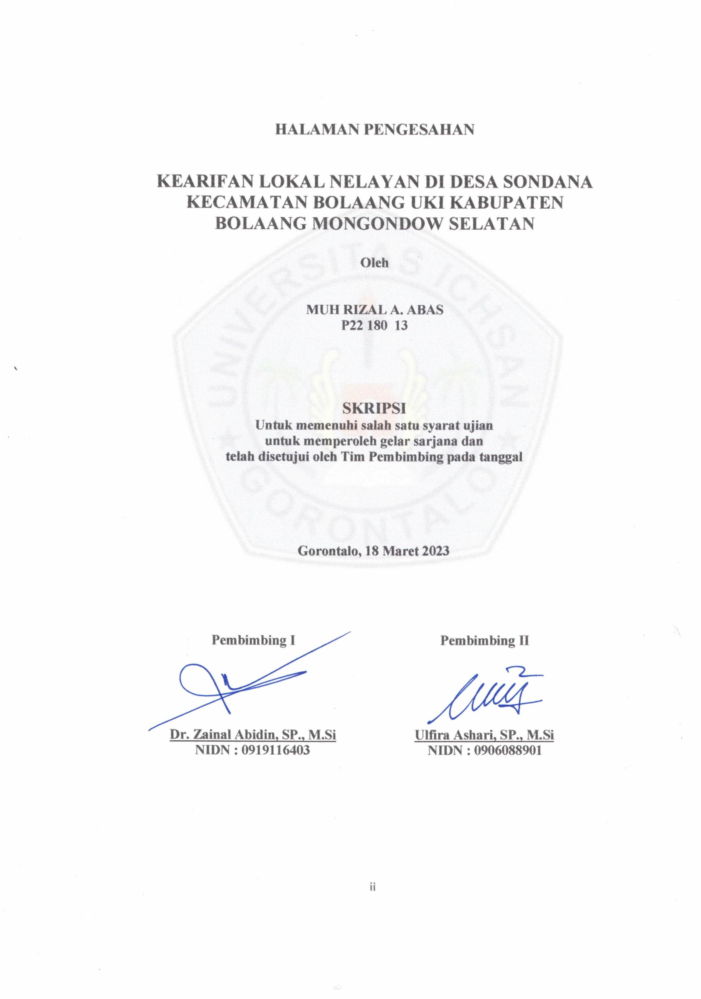 HALAMAN PENGESAHAN
KEARIFAN LOKAL NELAYAN DI DESA SONDANA
KECAMATAN BOLAANG UKI KABUPATEN
BOLAANG MONGONDOW SELATAN
Oleh
MUH RIZAL A. ABAS
P22 180 13
UNIVERSITAS ICHSAN
GORONTALO
SKRIPSI
Untuk memenuhi salah satu syarat ujian
untuk memperoleh gelar sarjana dan
telah disetujui oleh Tim Pembimbing pada tanggal
Gorontalo, 18 Maret 2023
Pembimbing I
Pembimbing II
Dr. Zainal Abidin, SP., M.Si
NIDN : 0919116403
Ulfira Ashari, SP., M.Si
NIDN : 0906088901
ii